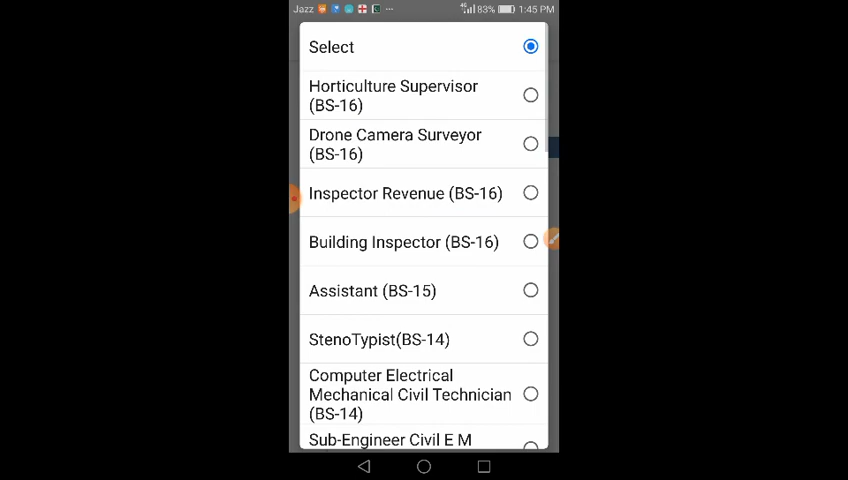 Jazz 4G 83% 1:45 PM
Select
Horticulture Supervisor
(BS-16)
Drone Camera Surveyor
(BS-16)
Inspector Revenue (BS-16)
Building Inspector (BS-16)
Assistant (BS-15)
StenoTypist(BS-14)
Computer Electrical
Mechanical Civil Technician
(BS-14)
Sub-Engineer Civil E M